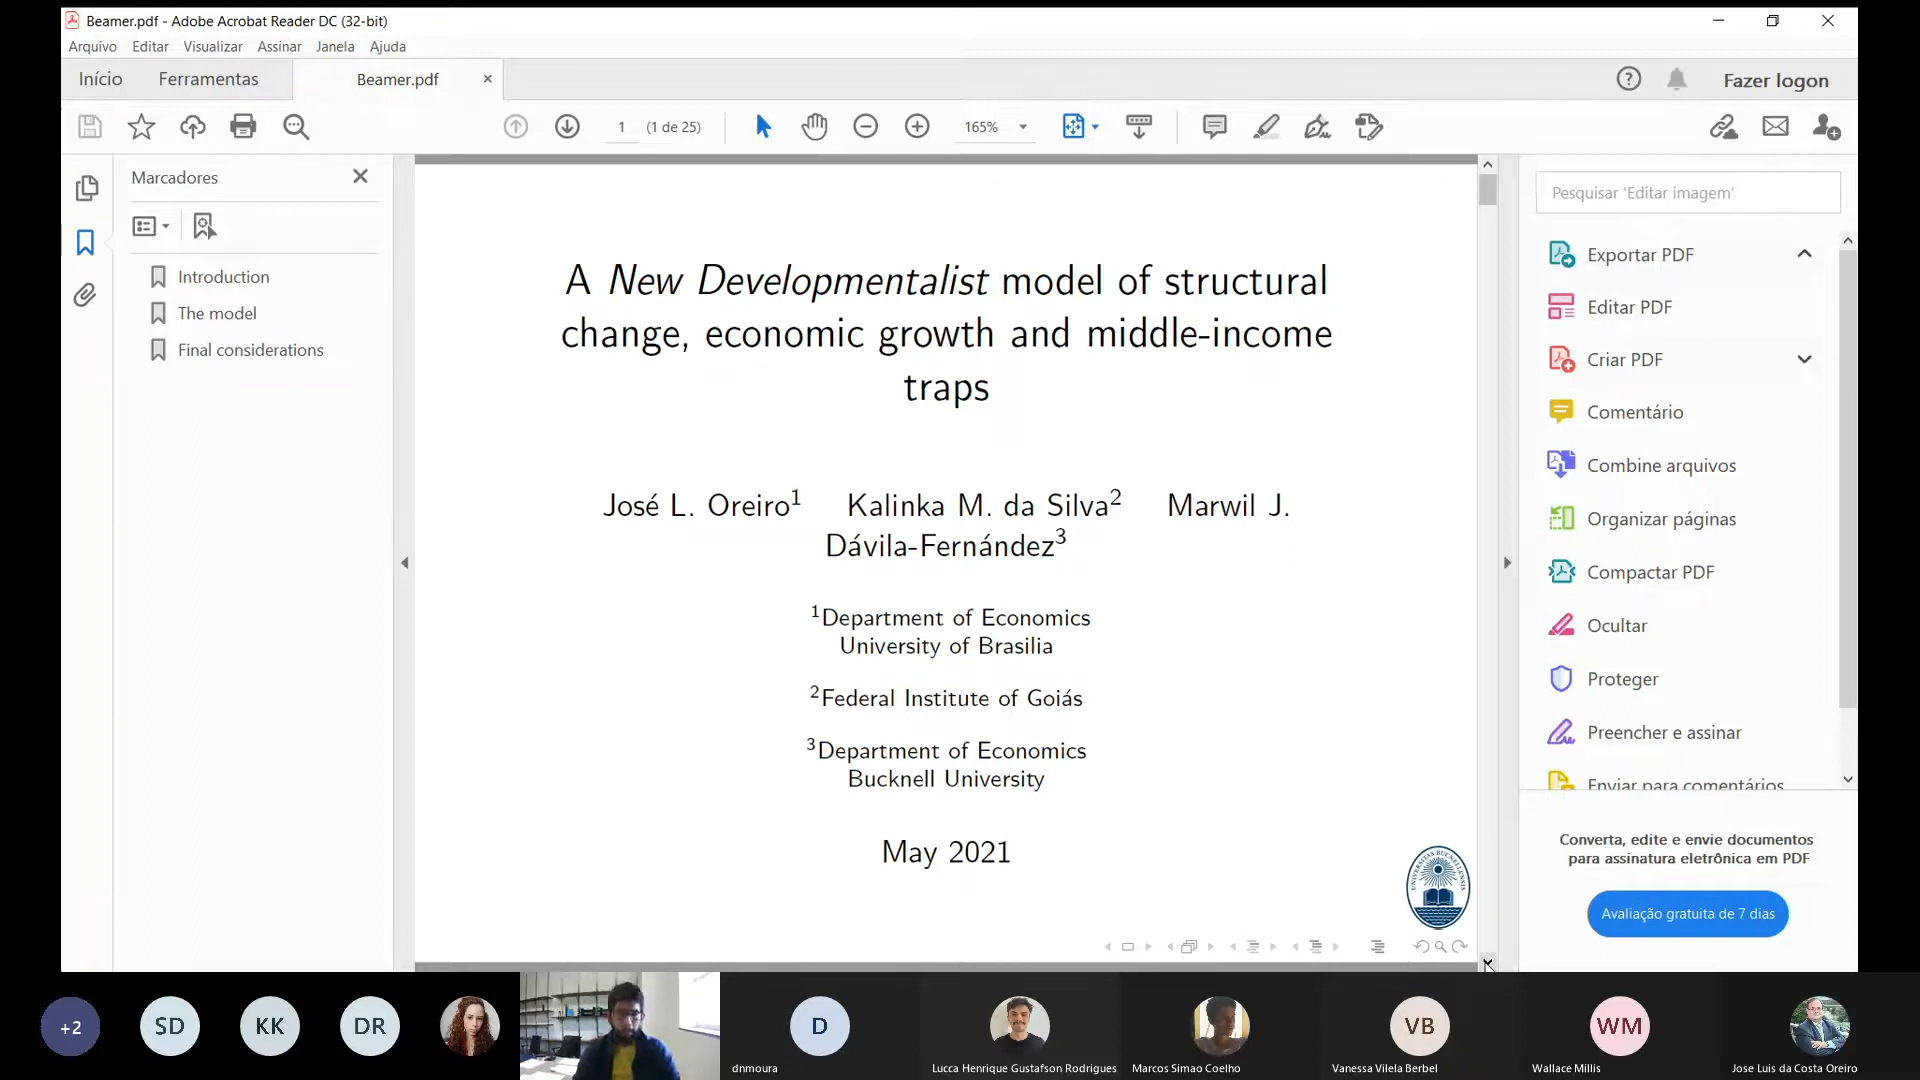 Beamer.pdf - Adobe Acrobat Reader DC (32-bit)
Arquivo Editar Visualizar Assinar Janela Ajuda
Início Ferramentas Beamer.pdf Fazer logon
1 (1 de 25) 165%
Marcadores
Introduction
The model
Final considerations
A New Developmentalist model of structural
change, economic growth and middle-income
traps
José L. Oreiro1 Kalinka M. da Silva2 Marwil J.
Dávila-Fernández3
1Department of Economics
University of Brasilia
2Federal Institute of Goiás
3Department of Economics
Bucknell University
May 2021
UNIVERSITAS BUCKNELLENSIS
Pesquisar 'Editar imagem'
Exportar PDF
Editar PDF
Criar PDF
Comentário
Combine arquivos
Organizar páginas
Compactar PDF
Ocultar
Proteger
Preencher e assinar
Enviar para comentários
Converta, edite e envie documentos
para assinatura eletrônica em PDF
Avaliação gratuita de 7 dias
+2 SD KK DR D VB WM
dnmoura Lucca Henrique Gustafson Rodrigues Marcos Simao Coelho Vanessa Vilela Berbel Wallace Millis Jose Luis da Costa Oreiro